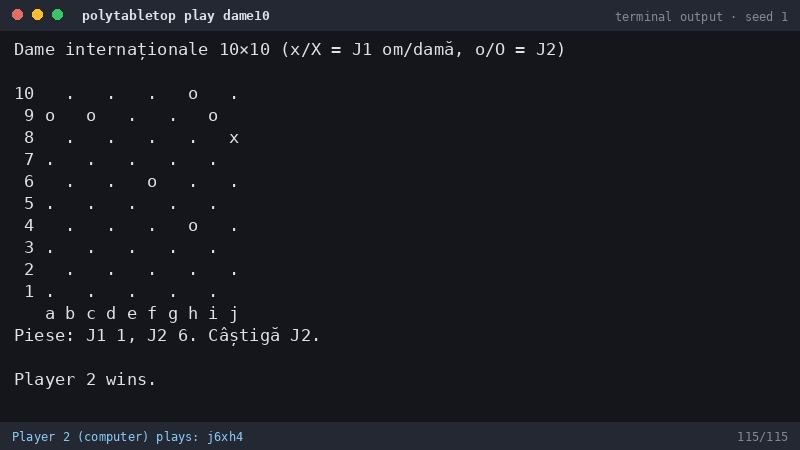 polytabletop play dame10
terminal output · seed 1
Dame internaționale 10×10 (x/X = J1 om/damă, o/O = J2)
10   .   .   .   o   .
 9 o   o   .   .   o
 8   .   .   .   .   x
 7 .   .   .   .   .
 6   .   .   o   .   .
 5 .   .   .   .   .
 4   .   .   .   o   .
 3 .   .   .   .   .
 2   .   .   .   .   .
 1 .   .   .   .   .
   a b c d e f g h i j
Piese: J1 1, J2 6. Câștigă J2.
Player 2 wins.
Player 2 (computer) plays: j6xh4
115/115